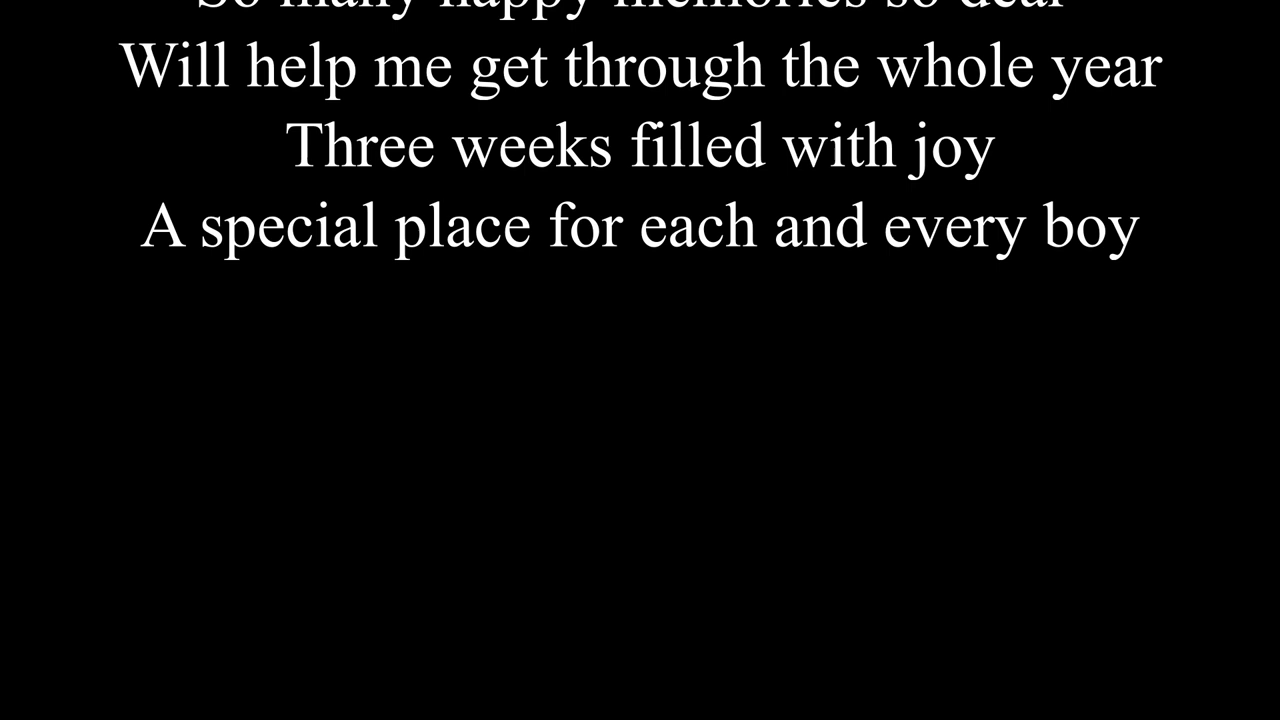 So many happy memories so dear
Will help me get through the whole year
Three weeks filled with joy
A special place for each and every boy